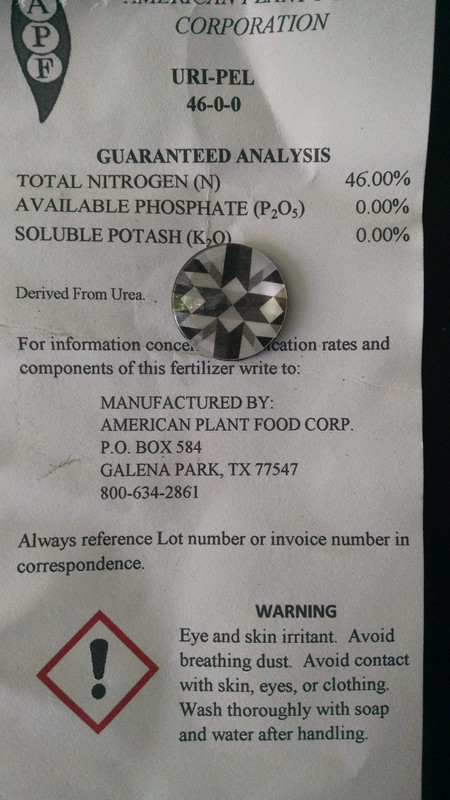 A
P
F
AMERICAN PLANT
CORPORATION
URI-PEL
46-0-0
GUARANTEED ANALYSIS
TOTAL NITROGEN (N) 46.00%
AVAILABLE PHOSPHATE (P₂O₅) 0.00%
SOLUBLE POTASH (K₂O) 0.00%
Derived From Urea.
For information rates and
components of this fertilizer write to:
MANUFACTURED BY:
AMERICAN PLANT FOOD CORP.
P.O. BOX 584
GALENA PARK, TX 77547
800-634-2861
Always reference Lot number or invoice number in
correspondence.
WARNING
Eye and skin irritant. Avoid
breathing dust. Avoid contact
with skin, eyes, or clothing.
Wash thoroughly with soap
and water after handling.